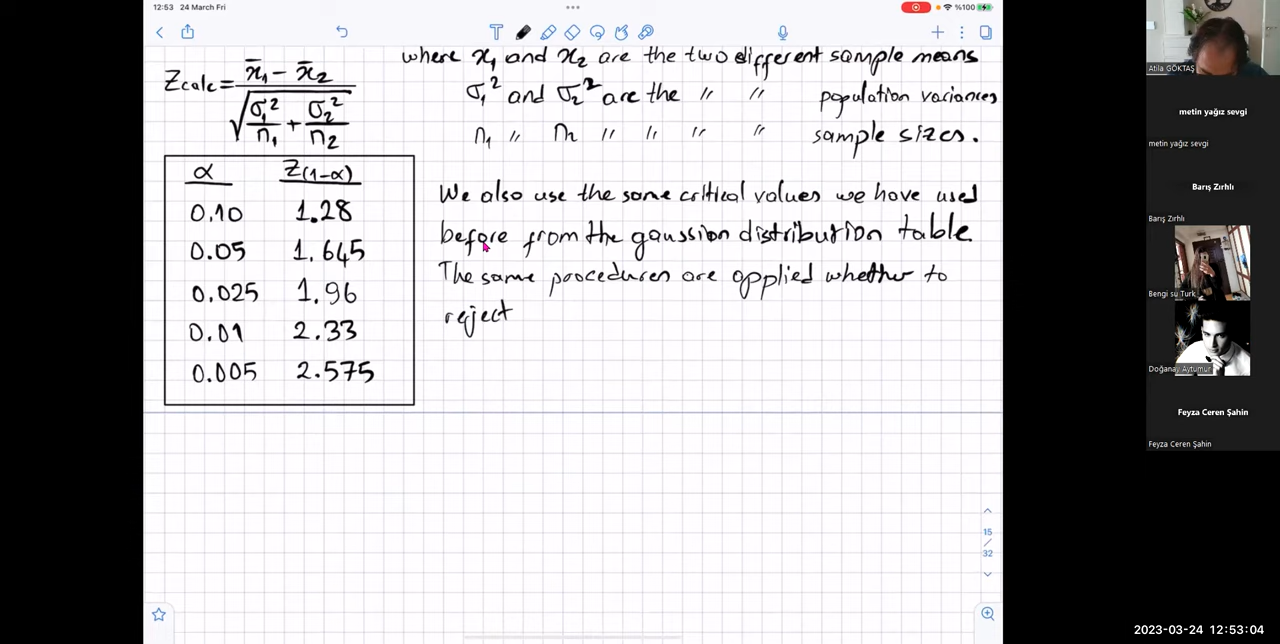 12:53 24 March Fri
%100
Zcalc = x̄1 - x̄2 / √(σ1²/n1 + σ2²/n2)
where x1 and x2 are the two different sample means
σ1² and σ2² are the " " population variances
n1 " n2 " " " " sample sizes.
α Z(1-α)
0.10 1.28
0.05 1.645
0.025 1.96
0.01 2.33
0.005 2.575
We also use the same critical values we have used
before from the gaussion distribution table.
The same procedures are applied whether to
reject
15
/
32
Atila GÖKTAŞ
metin yağız sevgi
metin yağız sevgi
Barış Zırhlı
Barış Zırhlı
Bengi su Turk
Doğanay Aytumur
Feyza Ceren Şahin
Feyza Ceren Şahin
2023-03-24 12:53:04